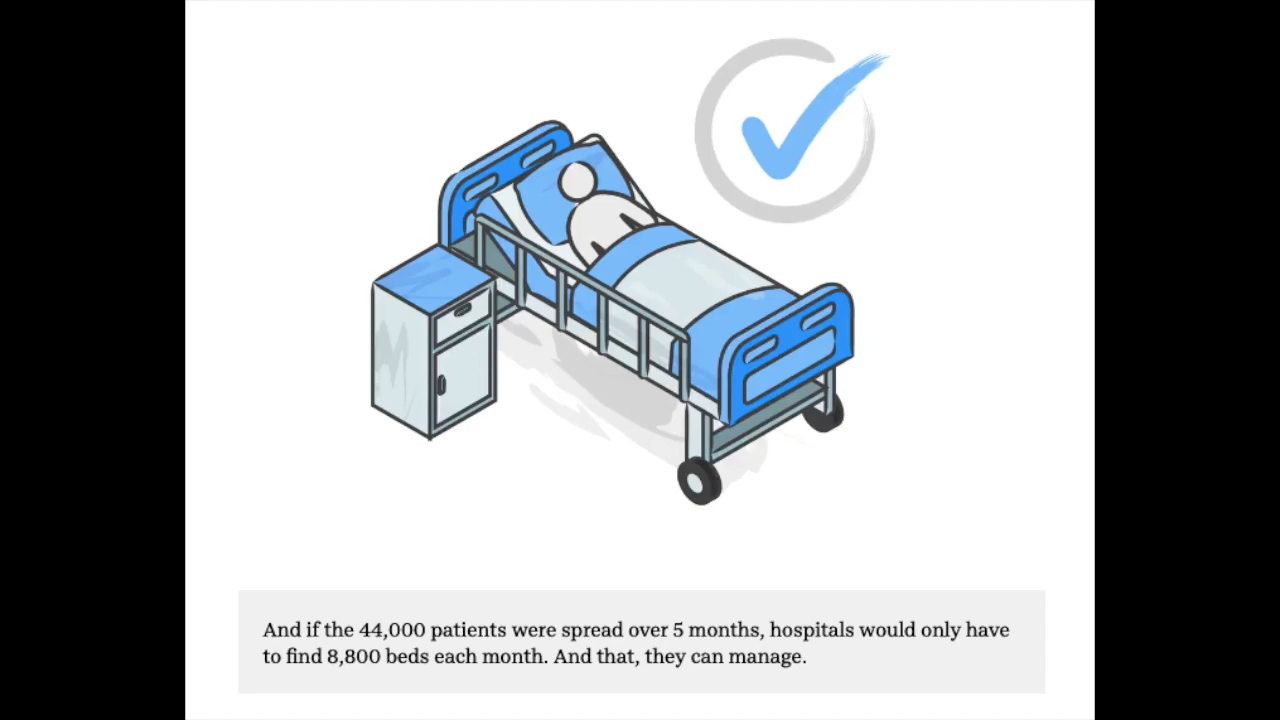 And if the 44,000 patients were spread over 5 months, hospitals would only have
to find 8,800 beds each month. And that, they can manage.